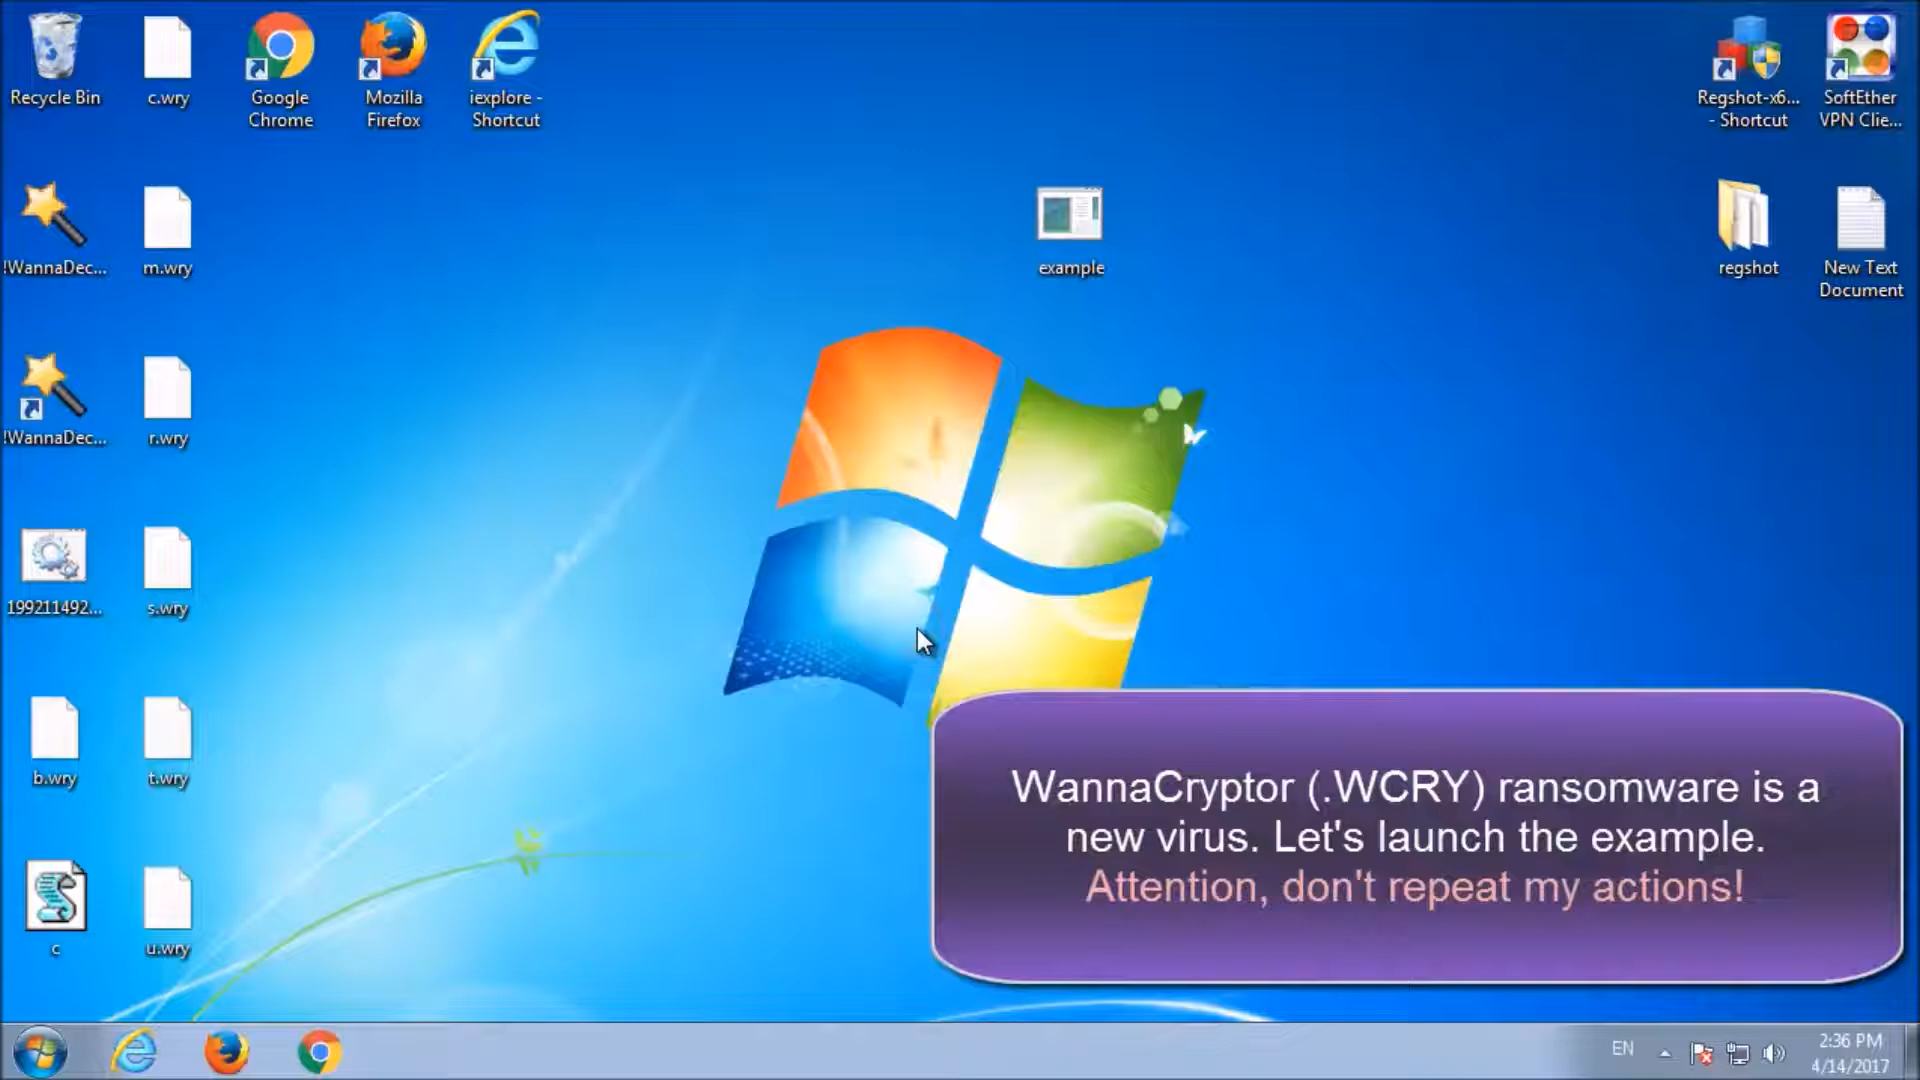 Recycle Bin
c.wry
Google
Chrome
Mozilla
Firefox
iexplore -
Shortcut
Regshot-x6...
- Shortcut
SoftEther
VPN Clie...
!WannaDec...
m.wry
example
regshot
New Text
Document
!WannaDec...
r.wry
199211492...
s.wry
b.wry
t.wry
c
u.wry
WannaCryptor (.WCRY) ransomware is a
new virus. Let's launch the example.
Attention, don't repeat my actions!
EN
2:36 PM
4/14/2017